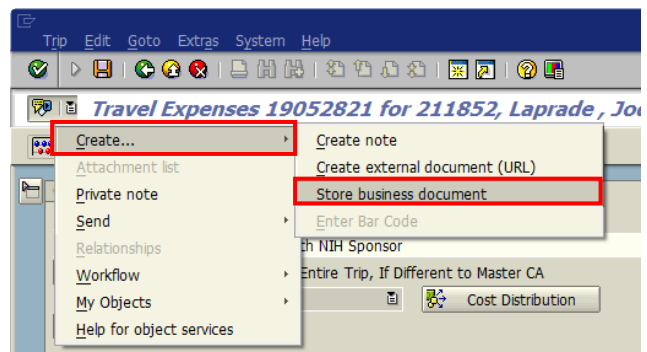 Trip Edit Goto Extras System Help
Travel Expenses 19052821 for 211852, Laprade , Jo
Create...
Attachment list
Private note
Send
Relationships
Workflow
My Objects
Help for object services
Create note
Create external document (URL)
Store business document
Enter Bar Code
th NIH Sponsor
Entire Trip, If Different to Master CA
Cost Distribution